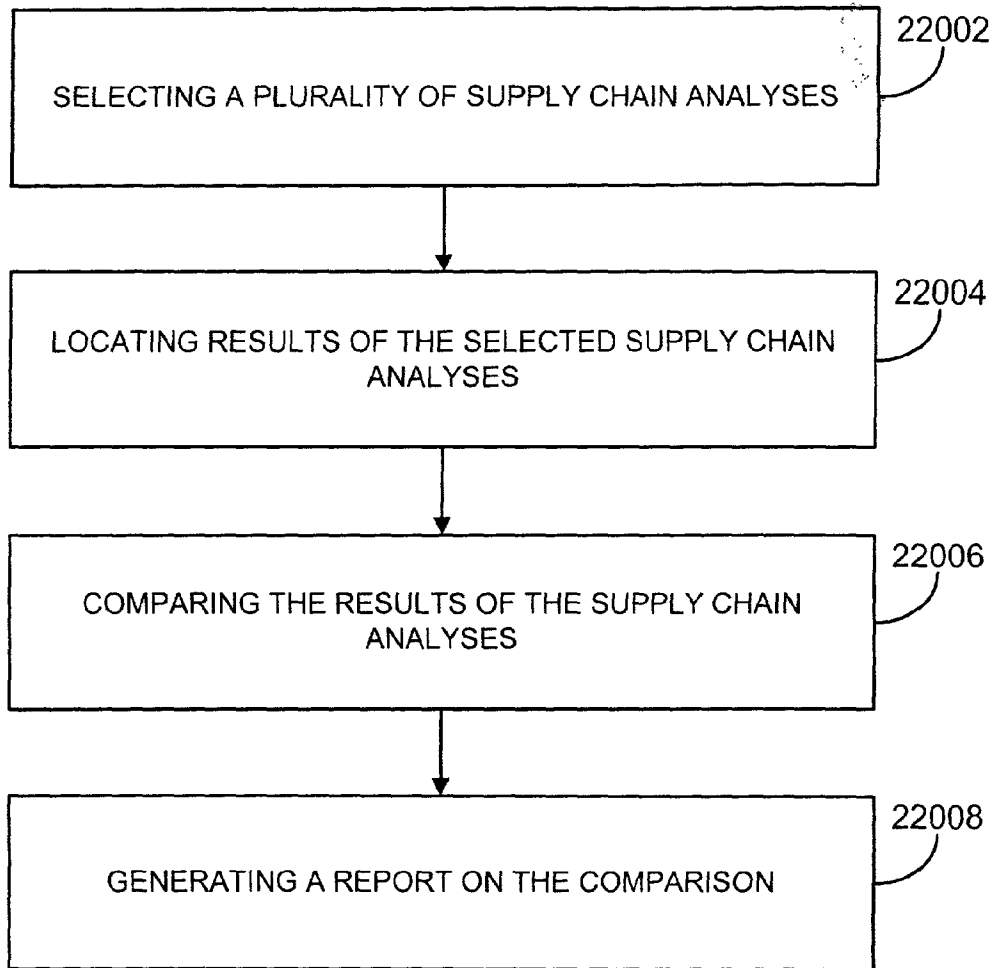 22002
SELECTING A PLURALITY OF SUPPLY CHAIN ANALYSES
22004
LOCATING RESULTS OF THE SELECTED SUPPLY CHAIN
ANALYSES
22006
COMPARING THE RESULTS OF THE SUPPLY CHAIN
ANALYSES
22008
GENERATING A REPORT ON THE COMPARISON